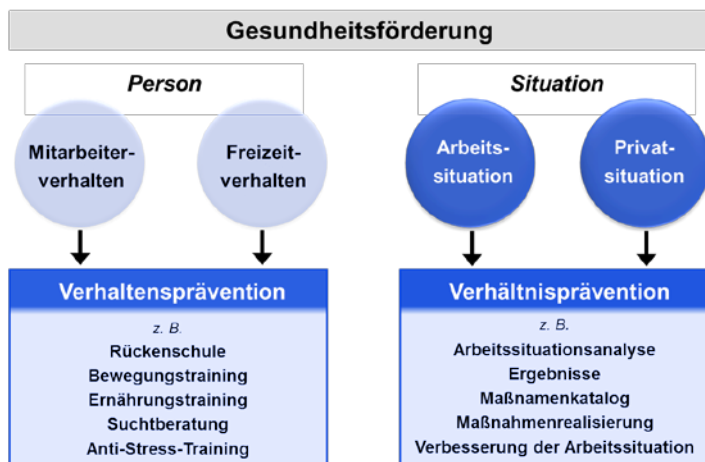 Gesundheitsförderung
Person
Situation
Mitarbeiter-
verhalten
Freizeit-
verhalten
Arbeits-
situation
Privat-
situation
Verhaltensprävention
z. B.
Rückenschule
Bewegungstraining
Ernährungstraining
Suchtberatung
Anti-Stress-Training
Verhältnisprävention
z. B.
Arbeitssituationsanalyse
Ergebnisse
Maßnamenkatalog
Maßnahmenrealisierung
Verbesserung der Arbeitssituation